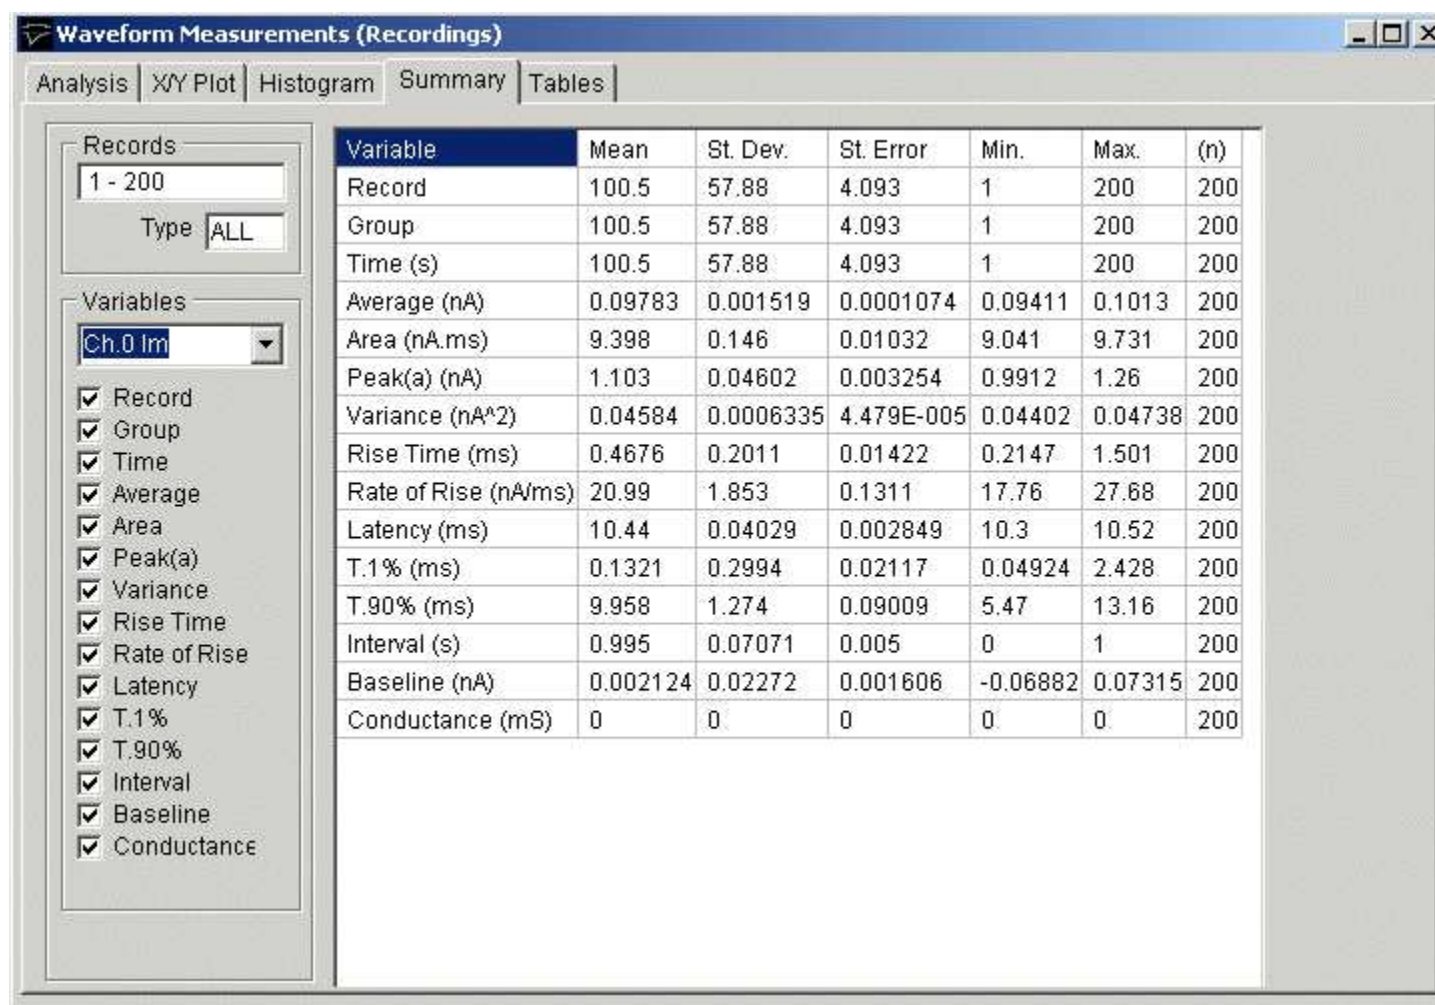 Waveform Measurements (Recordings)
Analysis X/Y Plot Histogram Summary Tables
Records
1 - 200
Type ALL
Variables
Ch.0 Im
Record
Group
Time
Average
Area
Peak(a)
Variance
Rise Time
Rate of Rise
Latency
T.1%
T.90%
Interval
Baseline
Conductance
Variable Mean St. Dev. St. Error Min. Max. (n)
Record 100.5 57.88 4.093 1 200 200
Group 100.5 57.88 4.093 1 200 200
Time (s) 100.5 57.88 4.093 1 200 200
Average (nA) 0.09783 0.001519 0.0001074 0.09411 0.1013 200
Area (nA.ms) 9.398 0.146 0.01032 9.041 9.731 200
Peak(a) (nA) 1.103 0.04602 0.003254 0.9912 1.26 200
Variance (nA^2) 0.04584 0.0006335 4.479E-005 0.04402 0.04738 200
Rise Time (ms) 0.4676 0.2011 0.01422 0.2147 1.501 200
Rate of Rise (nA/ms) 20.99 1.853 0.1311 17.76 27.68 200
Latency (ms) 10.44 0.04029 0.002849 10.3 10.52 200
T.1% (ms) 0.1321 0.2994 0.02117 0.04924 2.428 200
T.90% (ms) 9.958 1.274 0.09009 5.47 13.16 200
Interval (s) 0.995 0.07071 0.005 0 1 200
Baseline (nA) 0.002124 0.02272 0.001606 -0.06882 0.07315 200
Conductance (mS) 0 0 0 0 0 200